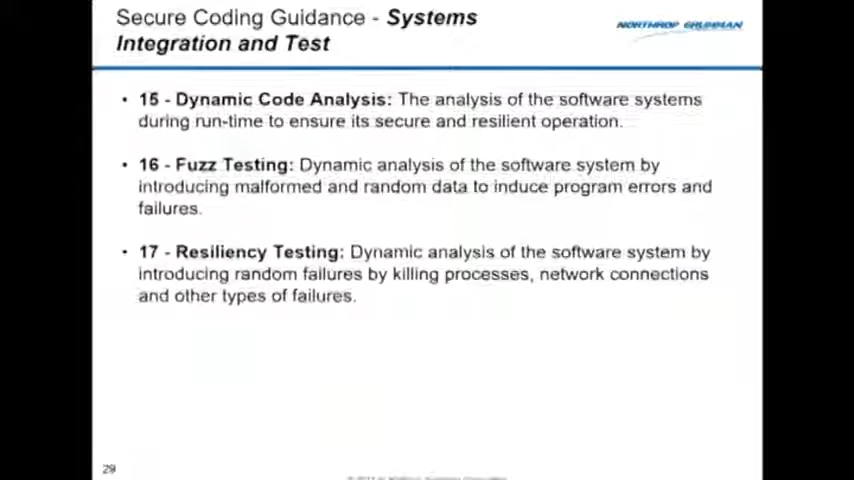 Secure Coding Guidance - Systems
Integration and Test
NORTHROP GRUMMAN
• 15 - Dynamic Code Analysis: The analysis of the software systems
during run-time to ensure its secure and resilient operation.
• 16 - Fuzz Testing: Dynamic analysis of the software system by
introducing malformed and random data to induce program errors and
failures.
• 17 - Resiliency Testing: Dynamic analysis of the software system by
introducing random failures by killing processes, network connections
and other types of failures.
29